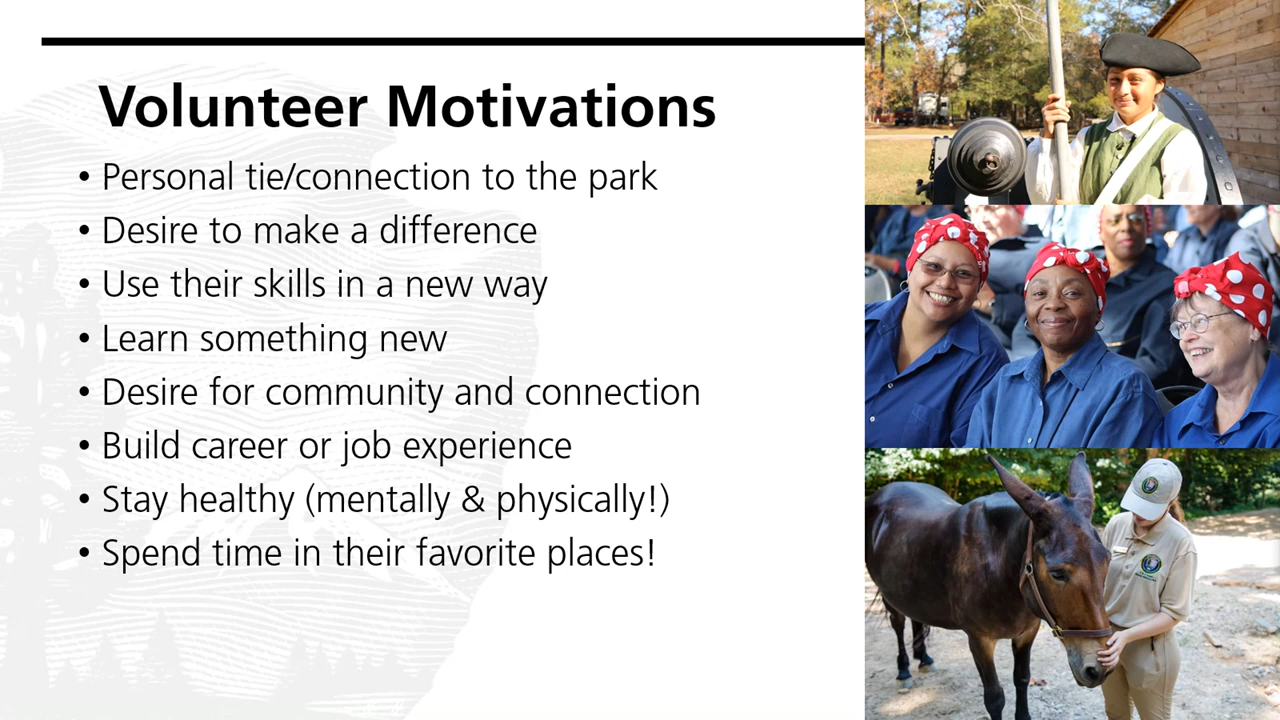 Volunteer Motivations
• Personal tie/connection to the park
• Desire to make a difference
• Use their skills in a new way
• Learn something new
• Desire for community and connection
• Build career or job experience
• Stay healthy (mentally & physically!)
• Spend time in their favorite places!